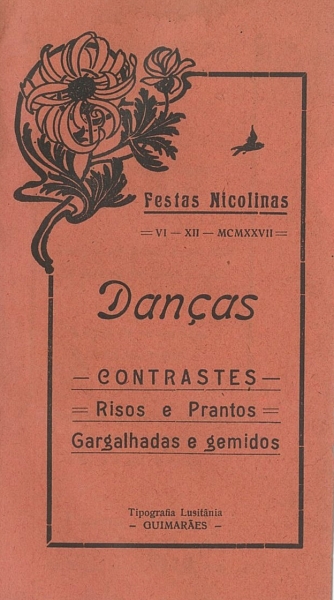 Festas Nicolinas
= VI — XII — MCMXXVII =
Danças
— CONTRASTES —
= Risos e Prantos =
Gargalhadas e gemidos
Tipografia Lusitânia
– GUIMARÃES –